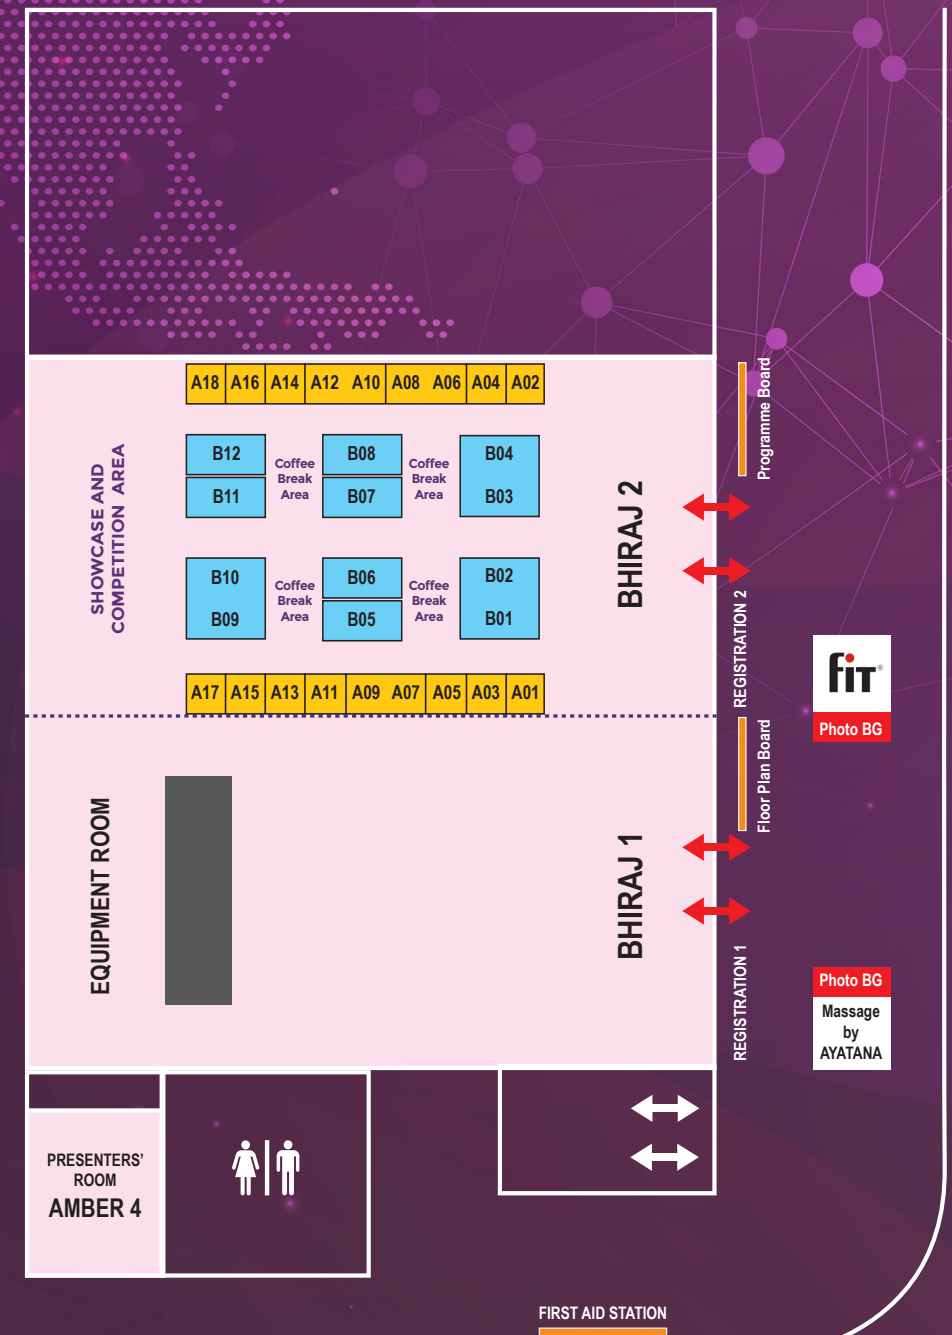 A18 A16 A14 A12 A10 A08 A06 A04 A02
Programme Board
SHOWCASE AND
COMPETITION AREA
B12
B11
Coffee
Break
Area
B08
B07
Coffee
Break
Area
B04
B03
BHIRAJ 2
B10
B09
Coffee
Break
Area
B06
B05
Coffee
Break
Area
B02
B01
REGISTRATION 2
fiT®
Photo BG
A17 A15 A13 A11 A09 A07 A05 A03 A01
Floor Plan Board
EQUIPMENT ROOM
BHIRAJ 1
REGISTRATION 1
Photo BG
Massage
by
AYATANA
PRESENTERS’
ROOM
AMBER 4
FIRST AID STATION